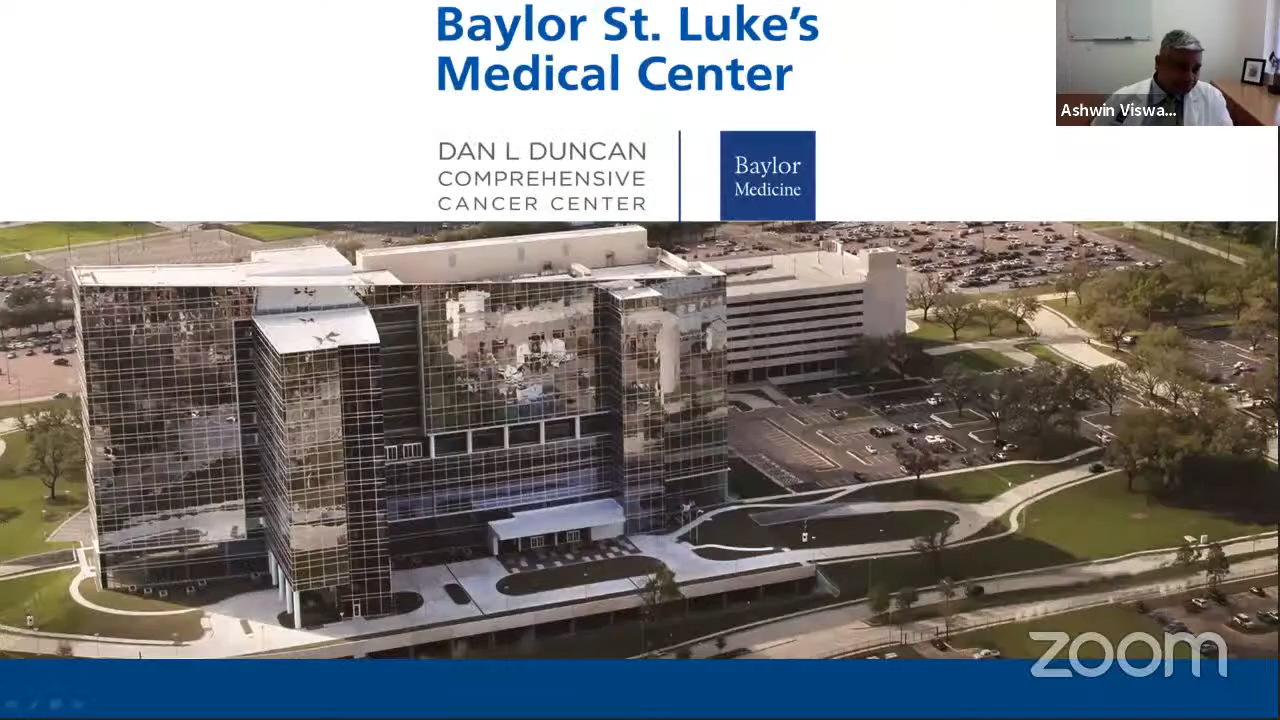 Baylor St. Luke's
Medical Center
DAN L DUNCAN
COMPREHENSIVE
CANCER CENTER
Baylor
Medicine
Ashwin Viswa...
zoom